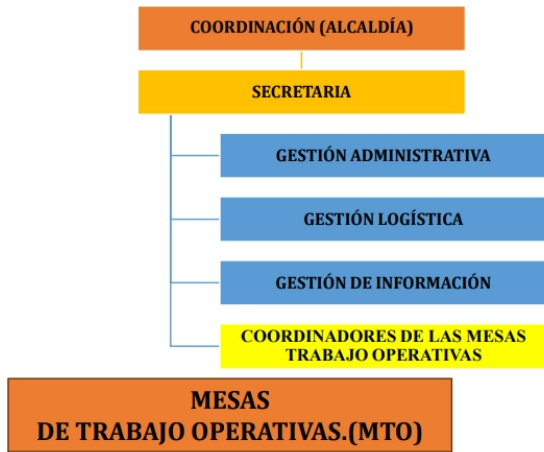 COORDINACIÓN (ALCALDÍA)
SECRETARIA
GESTIÓN ADMINISTRATIVA
GESTIÓN LOGÍSTICA
GESTIÓN DE INFORMACIÓN
COORDINADORES DE LAS MESAS
TRABAJO OPERATIVAS
MESAS
DE TRABAJO OPERATIVAS.(MTO)